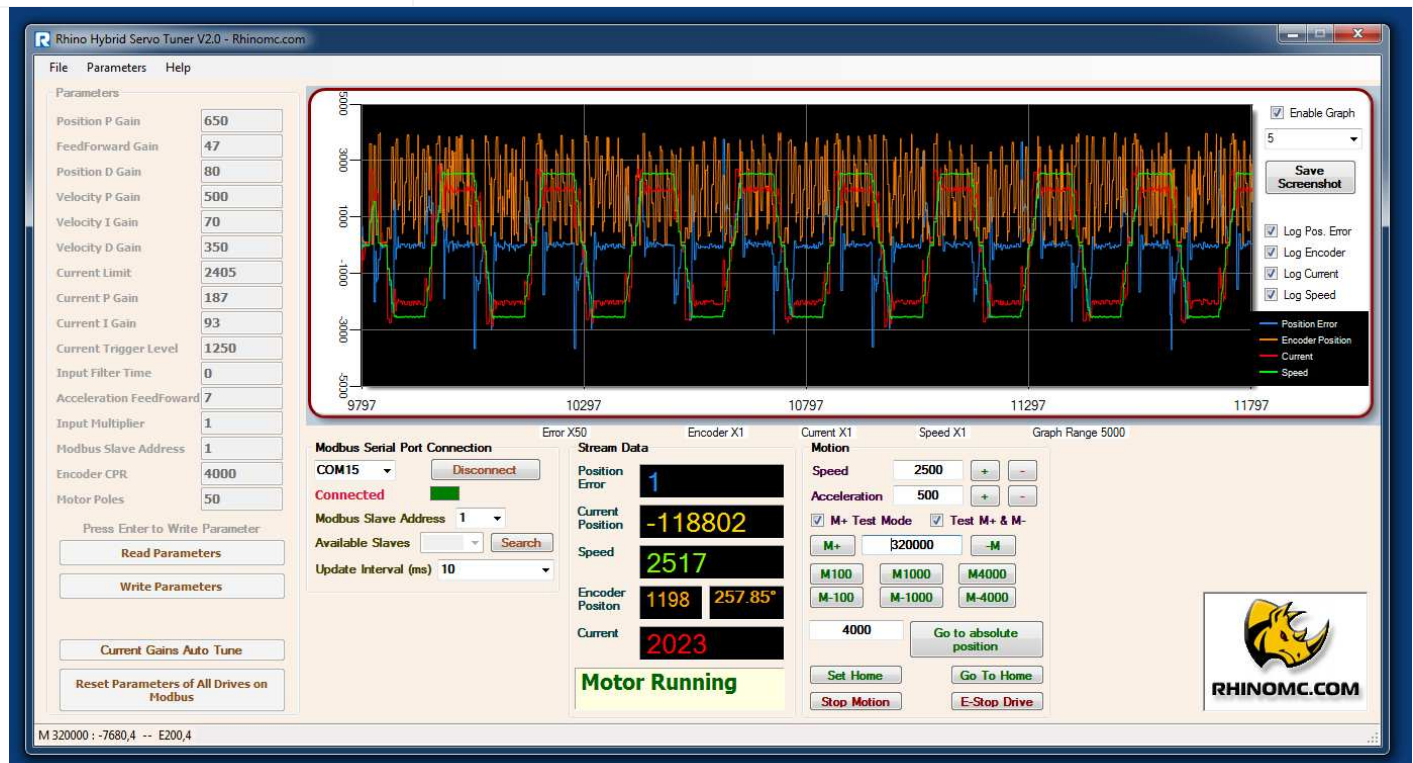 Rhino Hybrid Servo Tuner V2.0 - Rhinomc.com
File Parameters Help
Parameters
Position P Gain 650
FeedForward Gain 47
Position D Gain 80
Velocity P Gain 500
Velocity I Gain 70
Velocity D Gain 350
Current Limit 2405
Current P Gain 187
Current I Gain 93
Current Trigger Level 1250
Input Filter Time 0
Acceleration FeedFoward 7
Input Multiplier 1
Modbus Slave Address 1
Encoder CPR 4000
Motor Poles 50
Press Enter to Write Parameter
Read Parameters
Write Parameters
Current Gains Auto Tune
Reset Parameters of All Drives on
Modbus
5000
3000
1000
-1000
-3000
-5000
9797 10297 10797 11297 11797
Enable Graph
5
Save
Screenshot
Log Pos. Error
Log Encoder
Log Current
Log Speed
Position Error
Encoder Position
Current
Speed
Error X50 Encoder X1 Current X1 Speed X1 Graph Range 5000
Modbus Serial Port Connection
COM15 Disconnect
Connected
Modbus Slave Address 1
Available Slaves Search
Update Interval (ms) 10
Stream Data
Position
Error 1
Current
Position -118802
Speed 2517
Encoder
Positon 1198 257.85°
Current 2023
Motor Running
Motion
Speed 2500 + -
Acceleration 500 + -
M+ Test Mode Test M+ & M-
M+ 320000 -M
M100 M1000 M4000
M-100 M-1000 M-4000
4000 Go to absolute
position
Set Home Go To Home
Stop Motion E-Stop Drive
RHINOMC.COM
M 320000 : -7680,4 -- E200,4